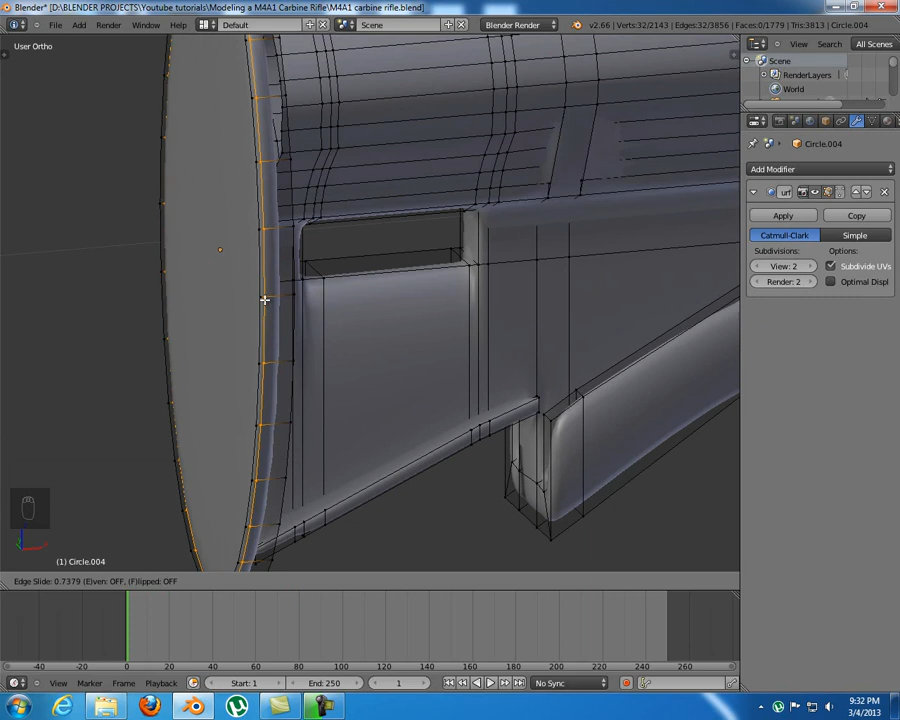 Blender* [D:\BLENDER PROJECTS\Youtube tutorials\Modeling a M4A1 Carbine Rifle\M4A1 carbine rifle.blend]
File Add Render Window Help Default Scene Blender Render v2.66 | Verts:32/2143 | Edges:32/3856 | Faces:0/1779 | Tris:3813 | Circle.004
View Search All Scenes
User Ortho
Scene
RenderLayers
World
Circle.004
Add Modifier
urf
Apply Copy
Catmull-Clark Simple
Subdivisions: Options:
View: 2 Subdivide UVs
Render: 2 Optimal Displ
(1) Circle.004
Edge Slide: 0.7379 (E)ven: OFF, (F)lipped: OFF
-40 -20 0 20 40 60 80 100 120 140 160 180 200 220 240 260
View Marker Frame Playback Start: 1 End: 250 1 No Sync
9:32 PM
3/4/2013